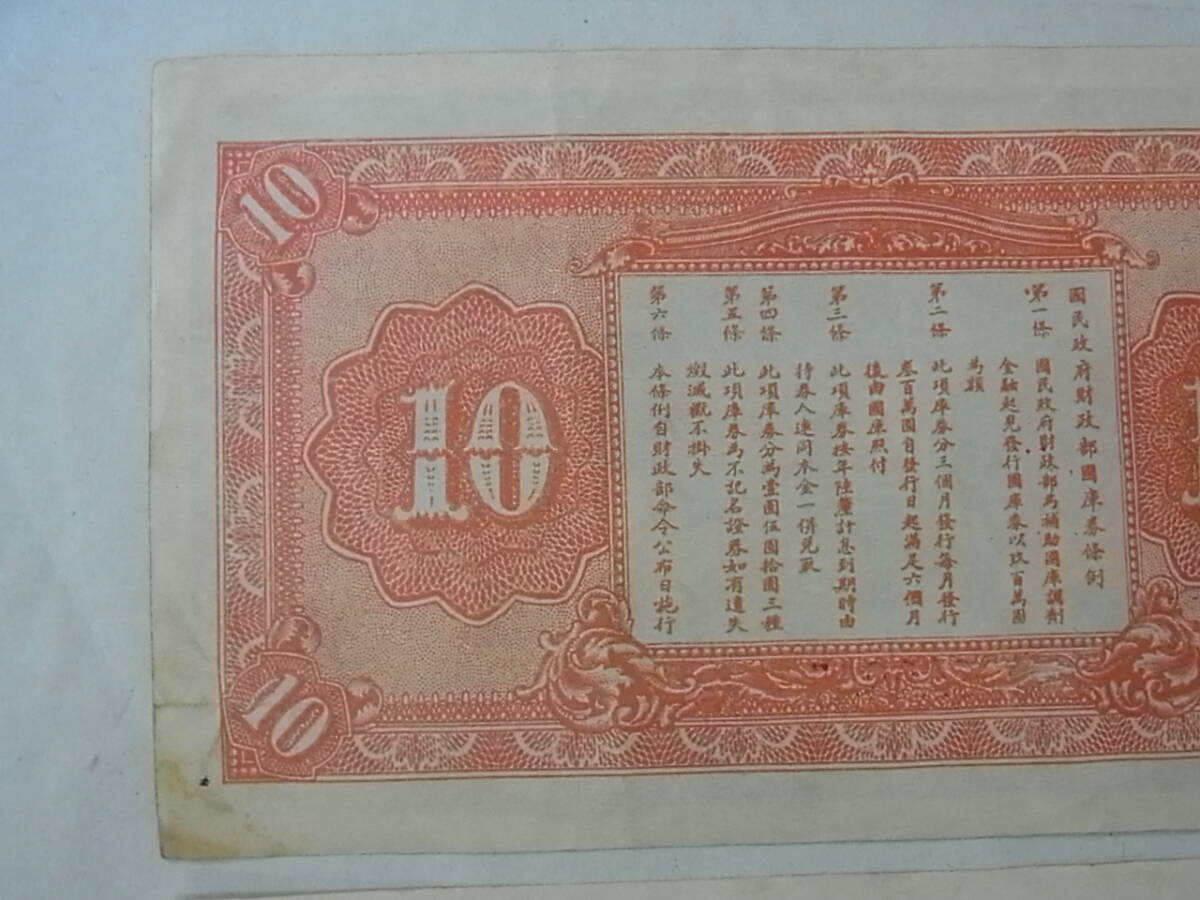 國民政府財政部國庫券條例
第一條 國民政府財政部為補助國庫調劑
金融起見發行國庫券以玖百萬圓
為額
第二條 此項庫券分三個月發行每月發行
叁百萬圓自發行日起滿足六個月
後由國庫照付
第三條 此項庫券按年陸釐計息到期時由
持券人連同本金一併兌取
第四條 此項庫券分為壹圓伍圓拾圓三種
第五條 此項庫券為不記名證券如有遺失
燬滅概不掛失
第六條 本條例自財政部命令公布日施行
10
10
10